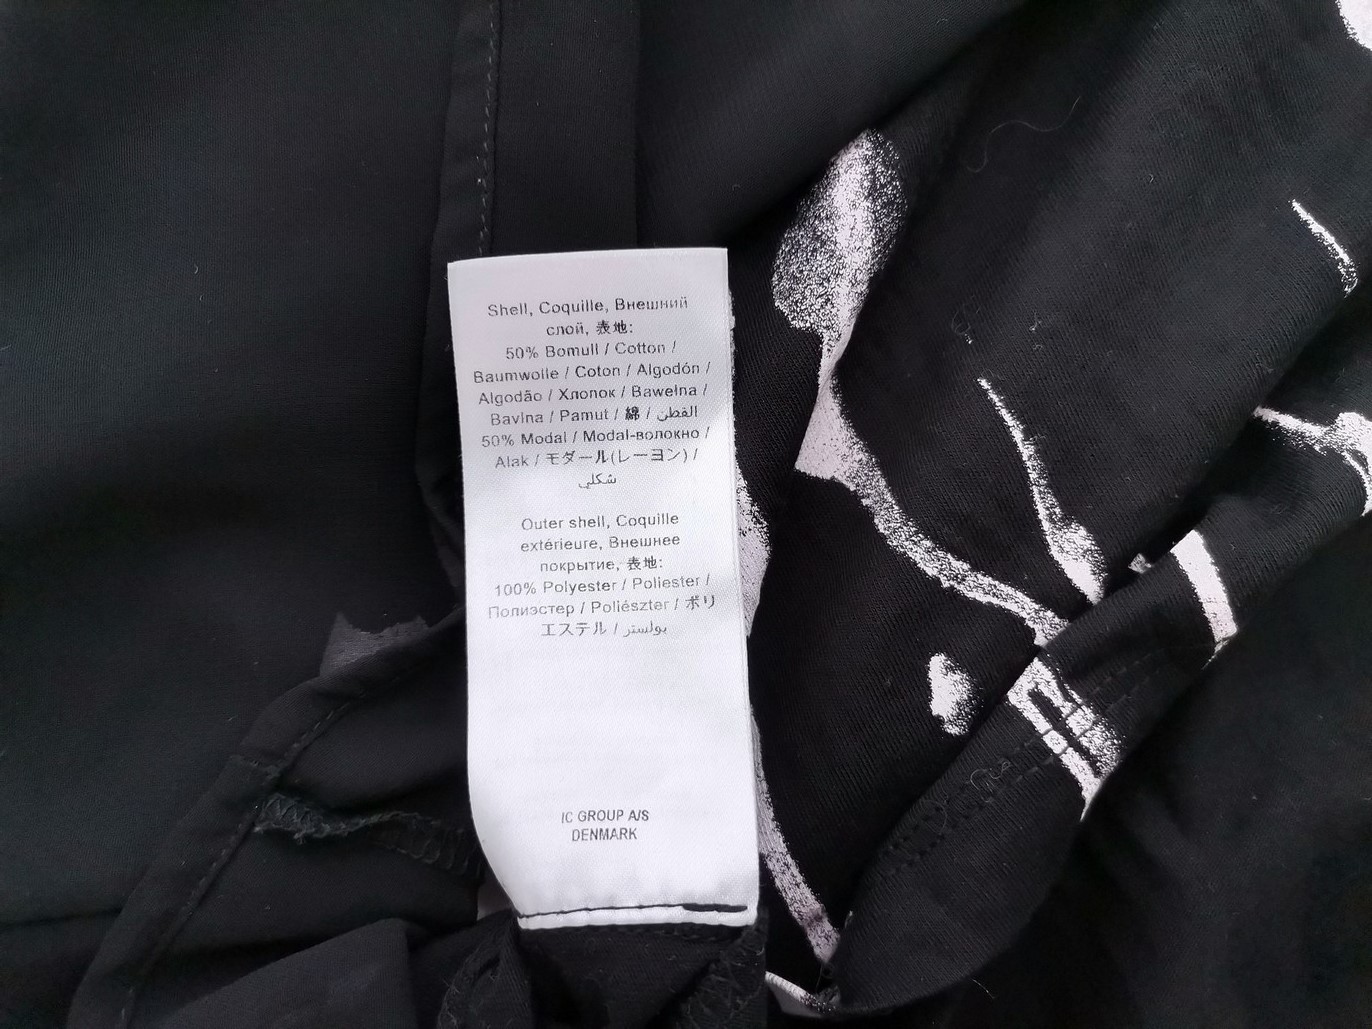 Shell, Coquille, Внешний
слой, 表地:
50% Bomull / Cotton /
Baumwolle / Coton / Algodón /
Algodão / Хлопок / Bawełna /
Bavlna / Pamut / 綿 / القطن
50% Modal / Modal-волокно /
Alak / モダール(レーヨン) /
شكلي
Outer shell, Coquille
extérieure, Внешнее
покрытие, 表地:
100% Polyester / Poliester /
Полиэстер / Poliészter / ポリ
エステル / بولستر
IC GROUP A/S
DENMARK